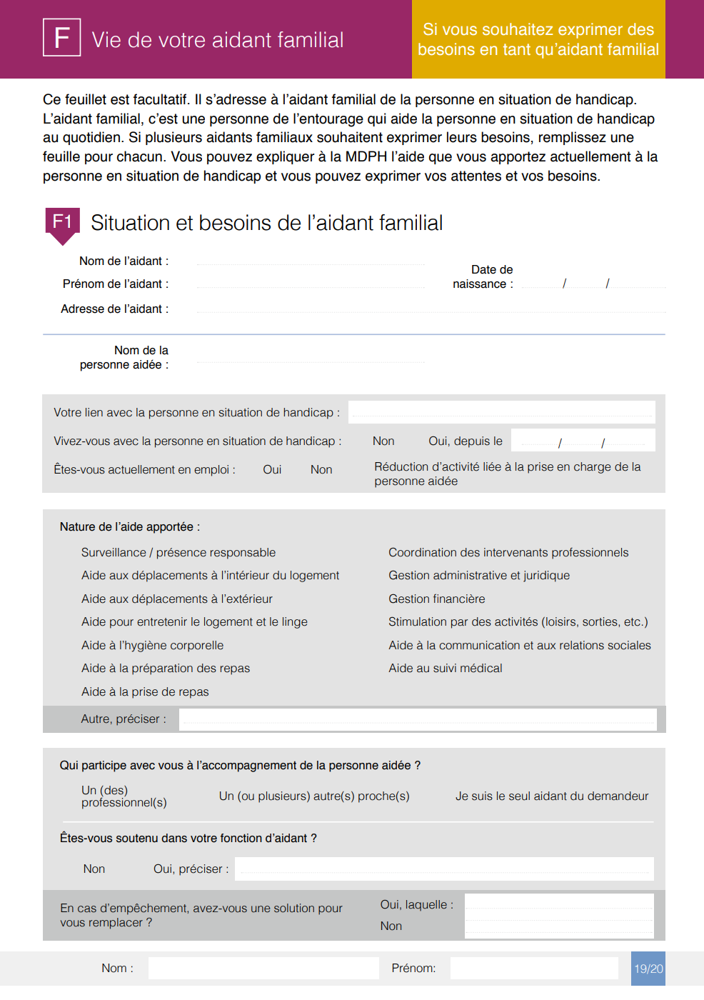 F Vie de votre aidant familial
Si vous souhaitez exprimer des
besoins en tant qu’aidant familial
Ce feuillet est facultatif. Il s’adresse à l’aidant familial de la personne en situation de handicap.
L’aidant familial, c’est une personne de l’entourage qui aide la personne en situation de handicap
au quotidien. Si plusieurs aidants familiaux souhaitent exprimer leurs besoins, remplissez une
feuille pour chacun. Vous pouvez expliquer à la MDPH l’aide que vous apportez actuellement à la
personne en situation de handicap et vous pouvez exprimer vos attentes et vos besoins.
F1 Situation et besoins de l’aidant familial
Nom de l’aidant :
Prénom de l’aidant :
Date de
naissance : / /
Adresse de l’aidant :
Nom de la
personne aidée :
Votre lien avec la personne en situation de handicap :
Vivez-vous avec la personne en situation de handicap : Non Oui, depuis le / /
Êtes-vous actuellement en emploi : Oui Non
Réduction d’activité liée à la prise en charge de la
personne aidée
Nature de l’aide apportée :
Surveillance / présence responsable
Aide aux déplacements à l’intérieur du logement
Aide aux déplacements à l’extérieur
Aide pour entretenir le logement et le linge
Aide à l’hygiène corporelle
Aide à la préparation des repas
Aide à la prise de repas
Coordination des intervenants professionnels
Gestion administrative et juridique
Gestion financière
Stimulation par des activités (loisirs, sorties, etc.)
Aide à la communication et aux relations sociales
Aide au suivi médical
Autre, préciser :
Qui participe avec vous à l’accompagnement de la personne aidée ?
Un (des)
professionnel(s)
Un (ou plusieurs) autre(s) proche(s)
Je suis le seul aidant du demandeur
Êtes-vous soutenu dans votre fonction d’aidant ?
Non Oui, préciser :
En cas d’empêchement, avez-vous une solution pour
vous remplacer ?
Oui, laquelle :
Non
Nom : Prénom: 19/20